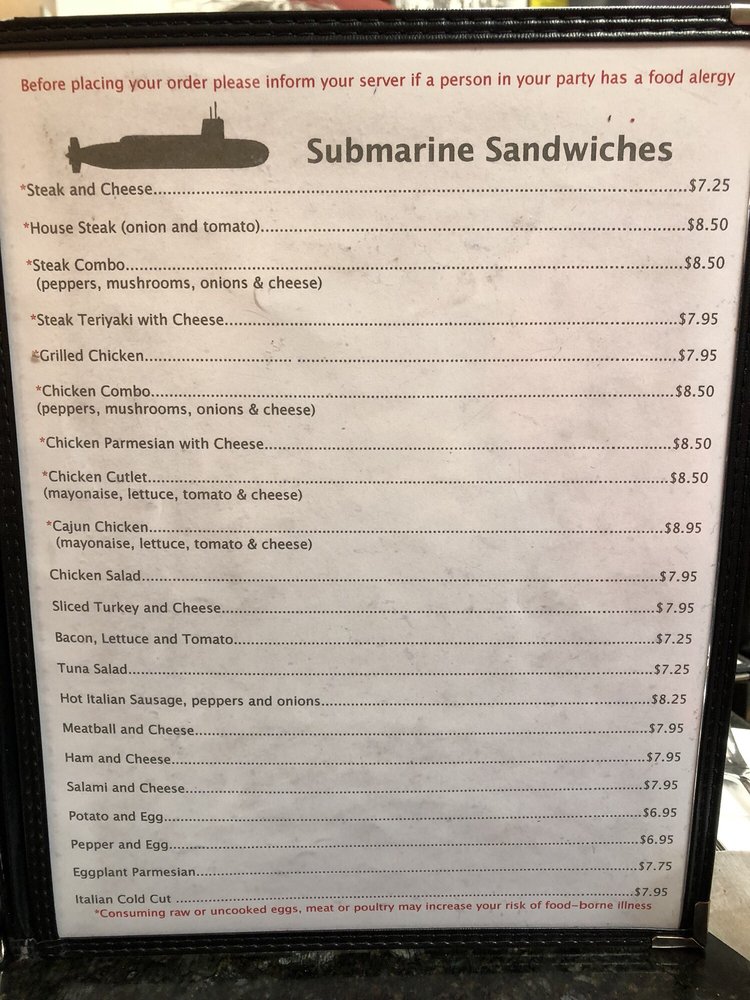 Before placing your order please inform your server if a person in your party has a food alergy
Submarine Sandwiches
*Steak and Cheese....................$7.25
*House Steak (onion and tomato)....................$8.50
*Steak Combo....................$8.50
(peppers, mushrooms, onions & cheese)
*Steak Teriyaki with Cheese....................$7.95
*Grilled Chicken....................$7.95
*Chicken Combo....................$8.50
(peppers, mushrooms, onions & cheese)
*Chicken Parmesian with Cheese....................$8.50
*Chicken Cutlet....................$8.50
(mayonaise, lettuce, tomato & cheese)
*Cajun Chicken....................$8.95
(mayonaise, lettuce, tomato & cheese)
Chicken Salad....................$7.95
Sliced Turkey and Cheese....................$7.95
Bacon, Lettuce and Tomato....................$7.25
Tuna Salad....................$7.25
Hot Italian Sausage, peppers and onions....................$8.25
Meatball and Cheese....................$7.95
Ham and Cheese....................$7.95
Salami and Cheese....................$7.95
Potato and Egg....................$6.95
Pepper and Egg....................$6.95
Eggplant Parmesian....................$7.75
Italian Cold Cut ....................$7.95
*Consuming raw or uncooked eggs, meat or poultry may increase your risk of food-borne illness